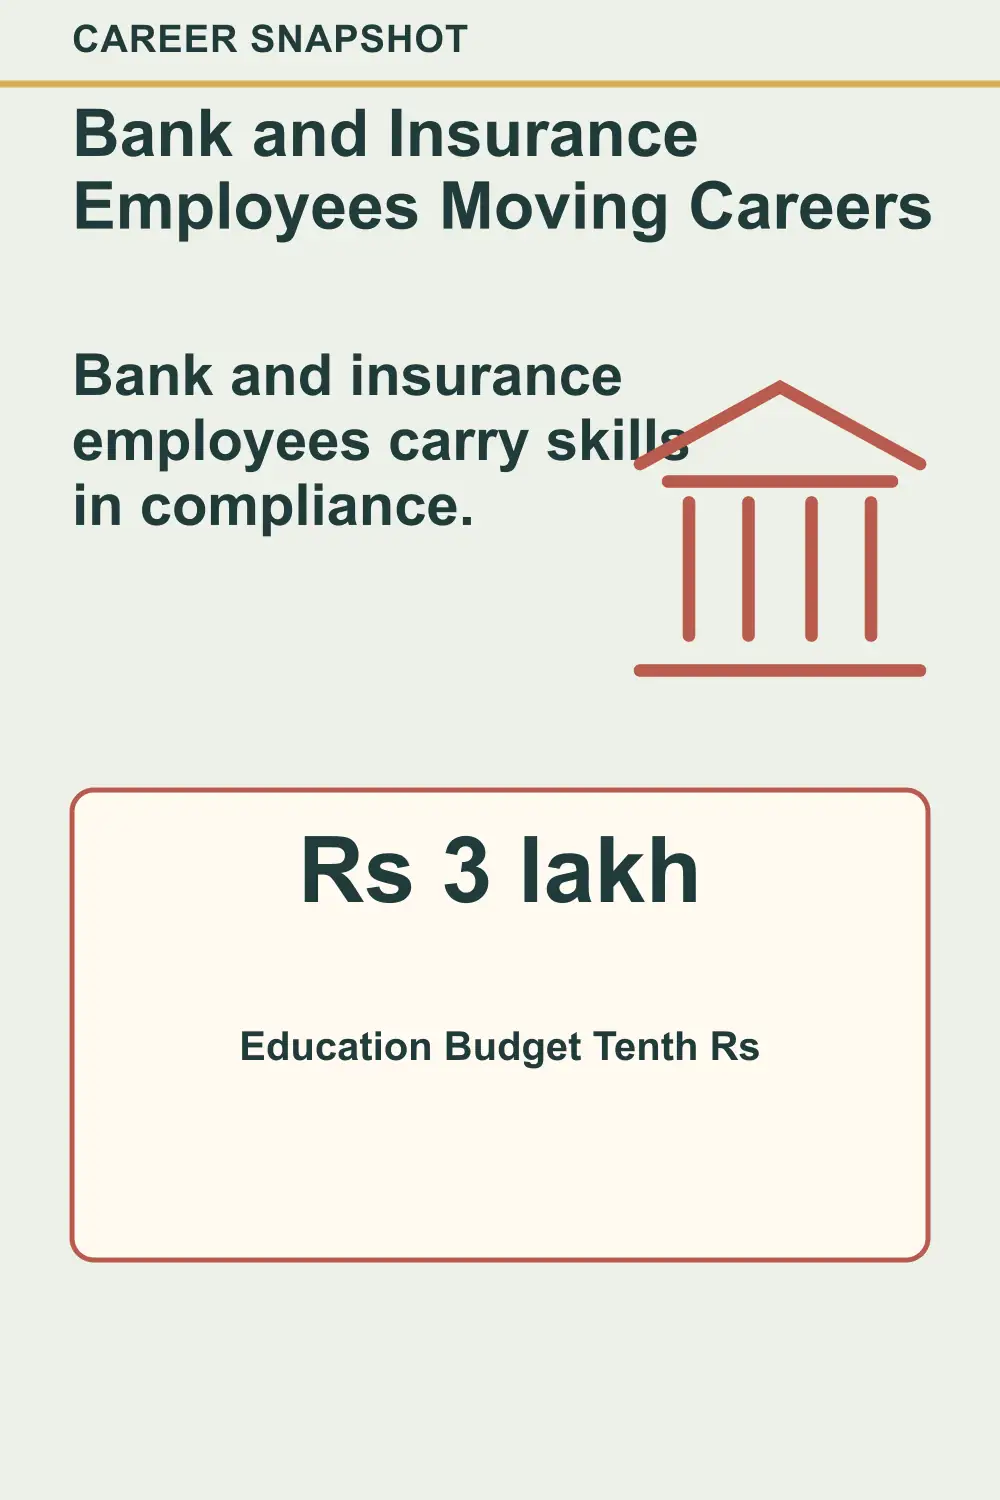 CAREER SNAPSHOT
Bank and Insurance
Employees Moving Careers
Bank and insurance
employees carry skills
in compliance.
Rs 3 lakh
Education Budget Tenth Rs